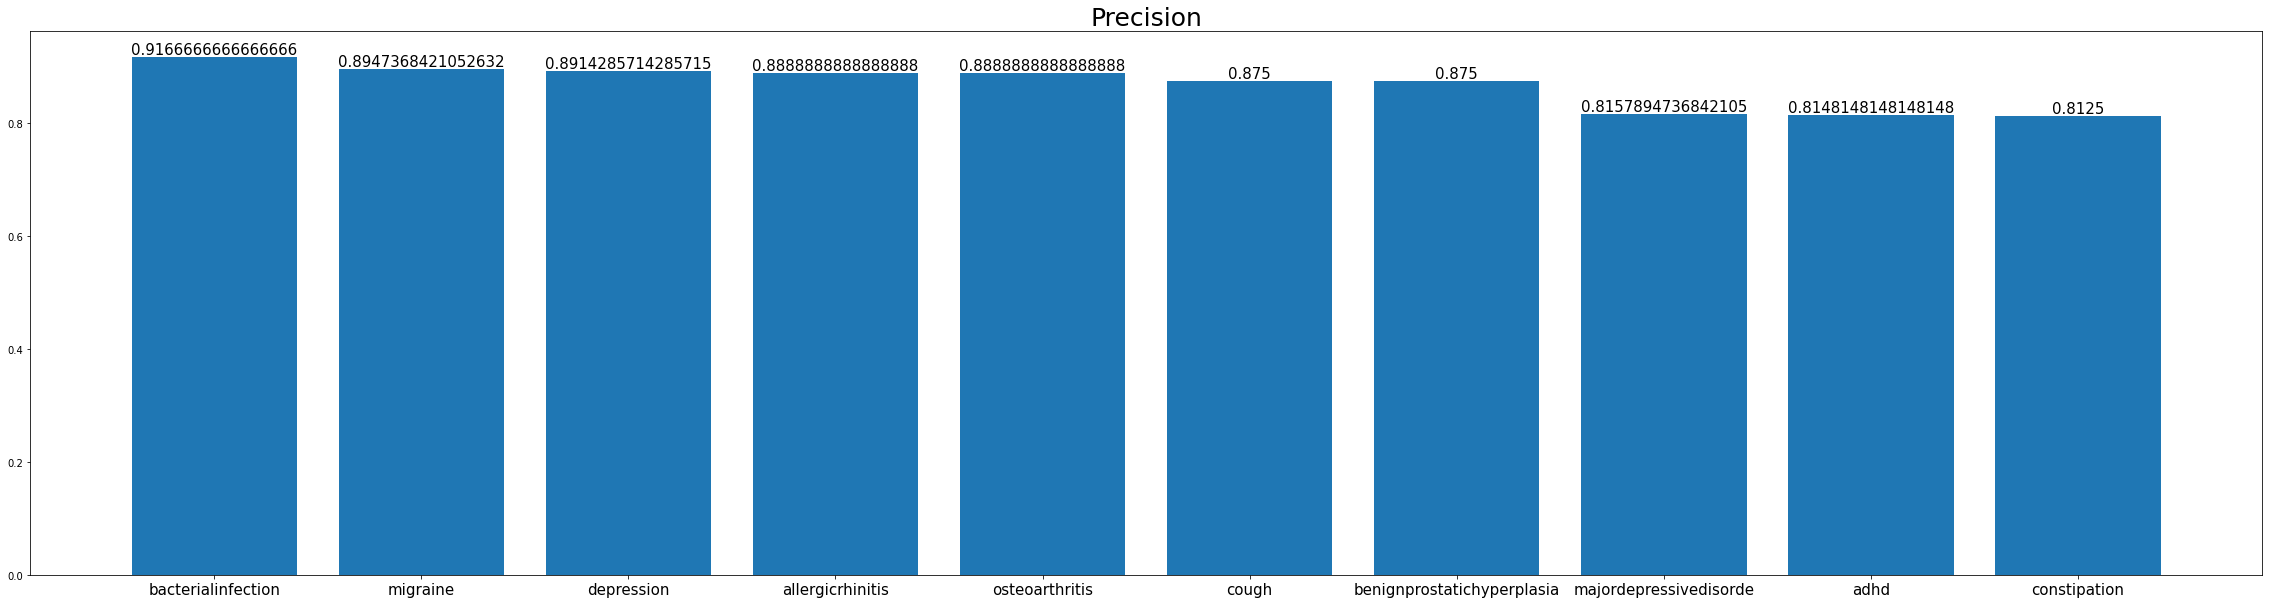 Precision
0.9166666666666666
0.8947368421052632
0.8914285714285715
0.8888888888888888
0.8888888888888888
0.875
0.875
0.8157894736842105
0.8148148148148148
0.8125
0.8
0.6
0.4
0.2
0.0
bacterialinfection
migraine
depression
allergicrhinitis
osteoarthritis
cough
benignprostatichyperplasia
majordepressivedisorde
adhd
constipation